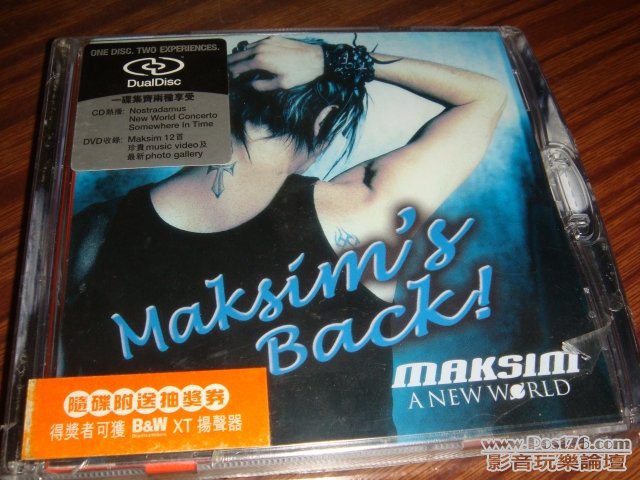 ONE DISC. TWO EXPERIENCES.
DualDisc
一碟集齊兩種享受
CD熱播: Nostradamus
New World Concerto
Somewhere In Time
DVD收錄: Maksim 12首
珍貴music video及
最新photo gallery
Maksim's
Back!
MAKSIM
A NEW WORLD
隨碟附送抽獎券
得獎者可獲 B&W XT 揚聲器
www.Post76.com
影音玩樂論壇